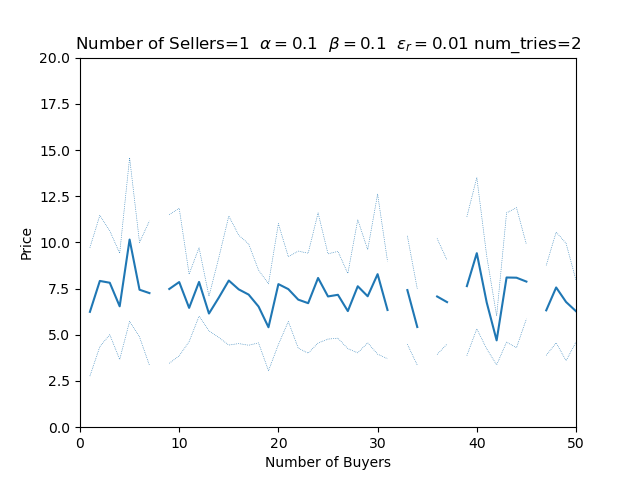 Number of Sellers=1 α = 0.1 β = 0.1 εr = 0.01 num_tries=2
20.0
17.5
15.0
12.5
10.0
7.5
5.0
2.5
0.0
Price
0 10 20 30 40 50
Number of Buyers